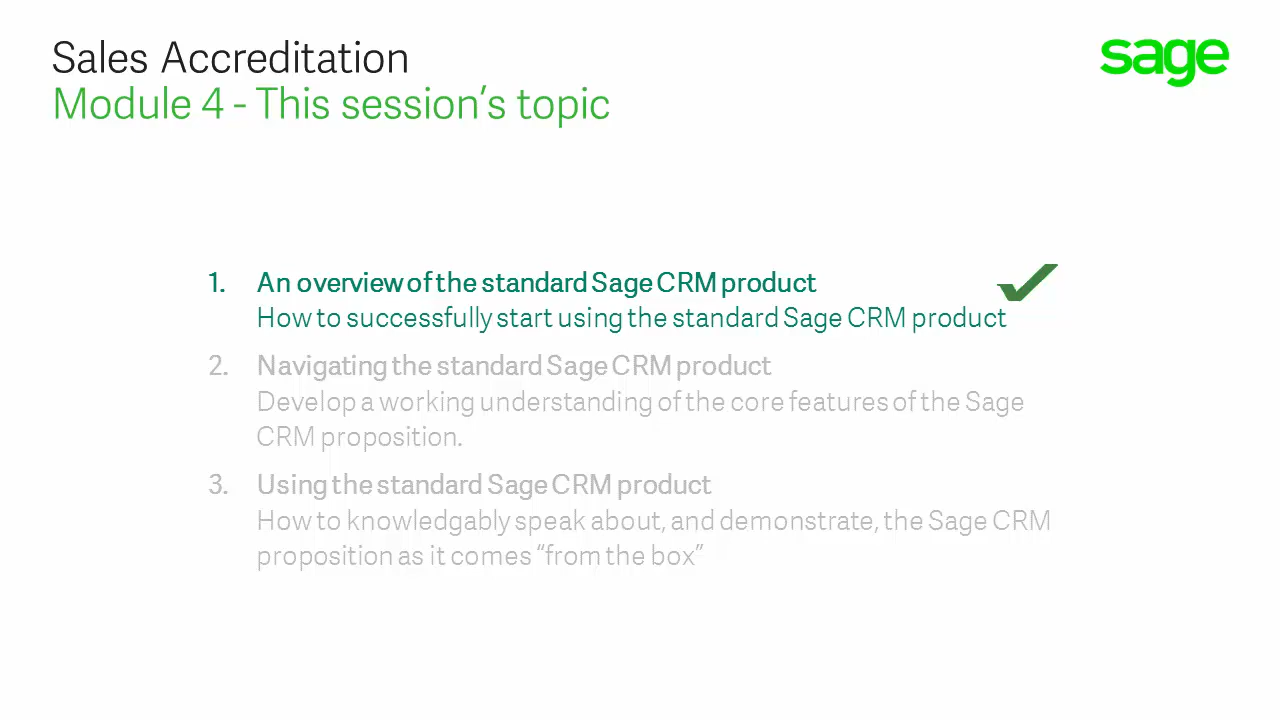 Sales Accreditation
sage
Module 4 - This session's topic
1. An overview of the standard Sage CRM product
How to successfully start using the standard Sage CRM product
2. Navigating the standard Sage CRM product
Develop a working understanding of the core features of the Sage
CRM proposition.
3. Using the standard Sage CRM product
How to knowledgably speak about, and demonstrate, the Sage CRM
proposition as it comes “from the box”